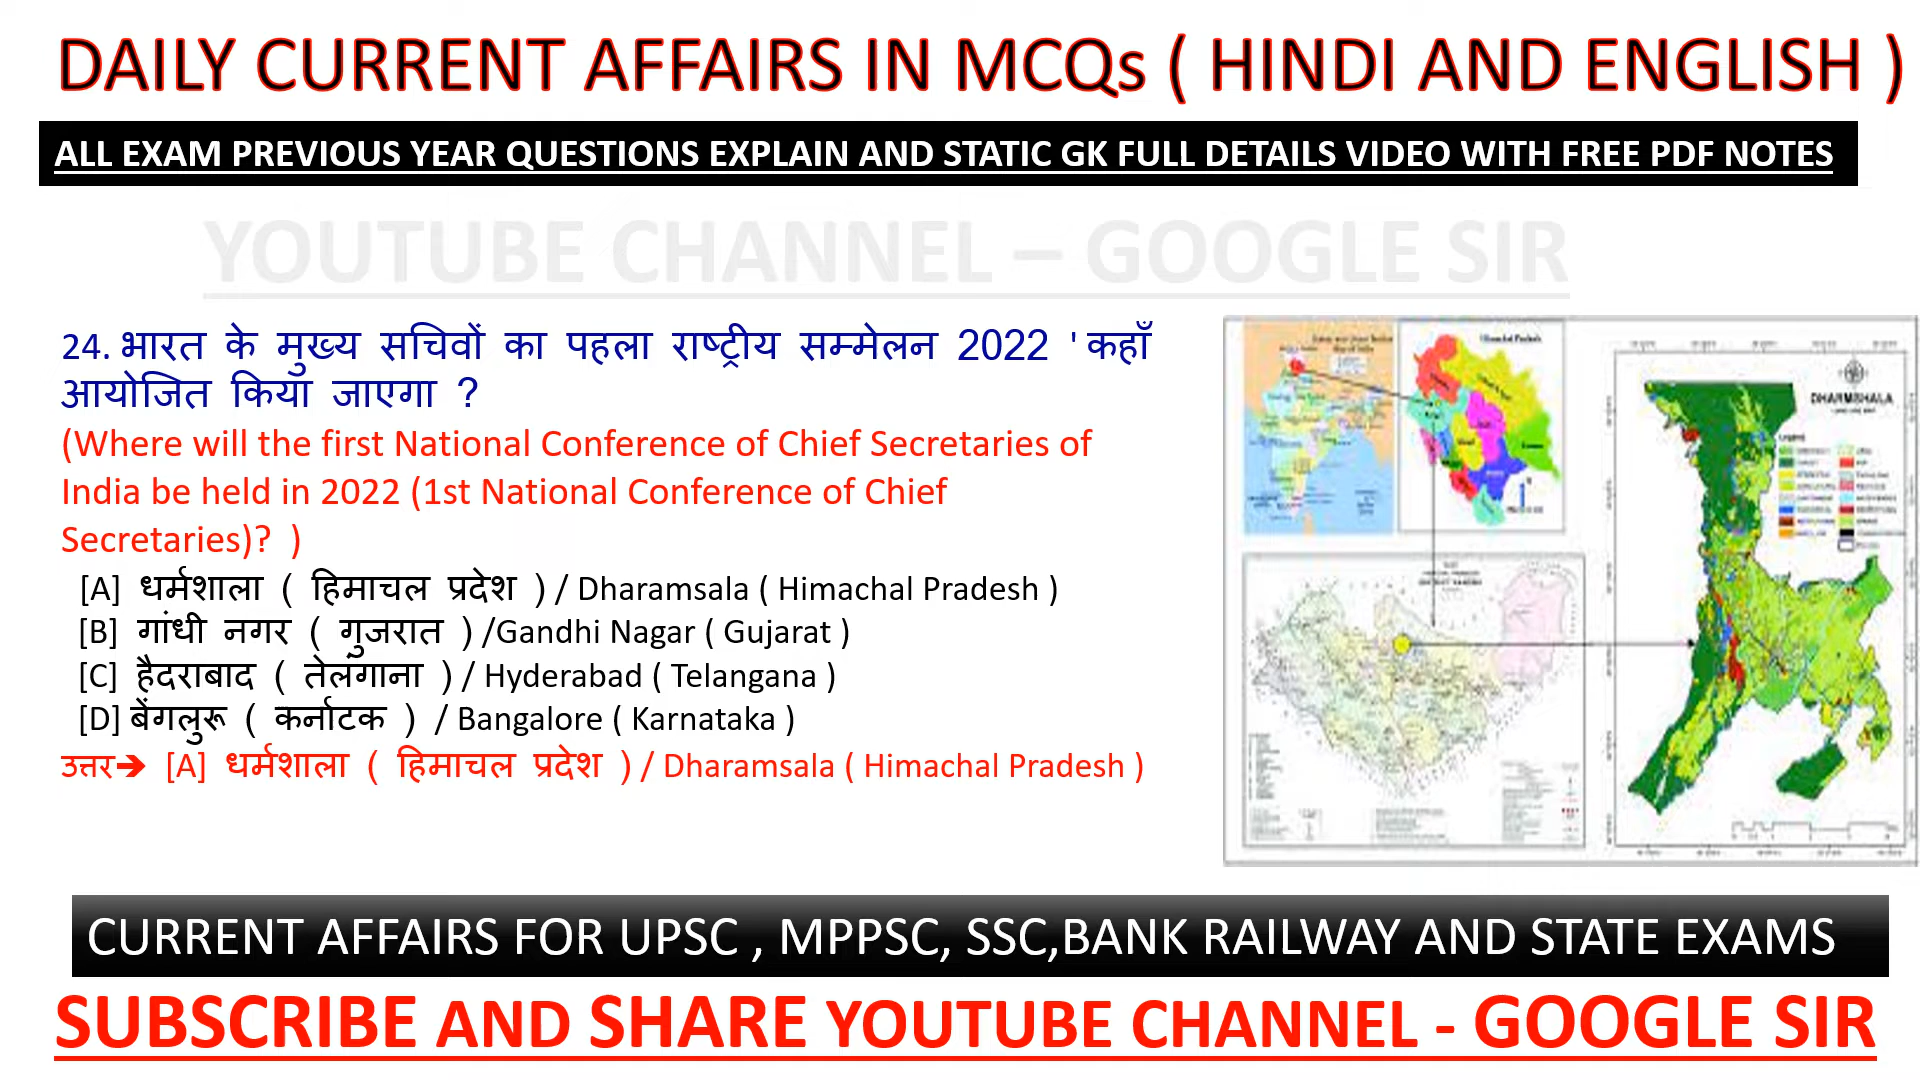 DAILY CURRENT AFFAIRS IN MCQs ( HINDI AND ENGLISH )
ALL EXAM PREVIOUS YEAR QUESTIONS EXPLAIN AND STATIC GK FULL DETAILS VIDEO WITH FREE PDF NOTES
YOUTUBE CHANNEL – GOOGLE SIR
24. भारत के मुख्य सचिवों का पहला राष्ट्रीय सम्मेलन 2022 ' कहाँ
आयोजित किया जाएगा ?
(Where will the first National Conference of Chief Secretaries of
India be held in 2022 (1st National Conference of Chief
Secretaries)? )
[A] धर्मशाला ( हिमाचल प्रदेश ) / Dharamsala ( Himachal Pradesh )
[B] गांधी नगर ( गुजरात ) /Gandhi Nagar ( Gujarat )
[C] हैदराबाद ( तेलंगाना ) / Hyderabad ( Telangana )
[D] बेंगलुरू ( कर्नाटक ) / Bangalore ( Karnataka )
उत्तर➔ [A] धर्मशाला ( हिमाचल प्रदेश ) / Dharamsala ( Himachal Pradesh )
Himachal Pradesh
DHARMSHALA
CURRENT AFFAIRS FOR UPSC , MPPSC, SSC,BANK RAILWAY AND STATE EXAMS
SUBSCRIBE AND SHARE YOUTUBE CHANNEL - GOOGLE SIR